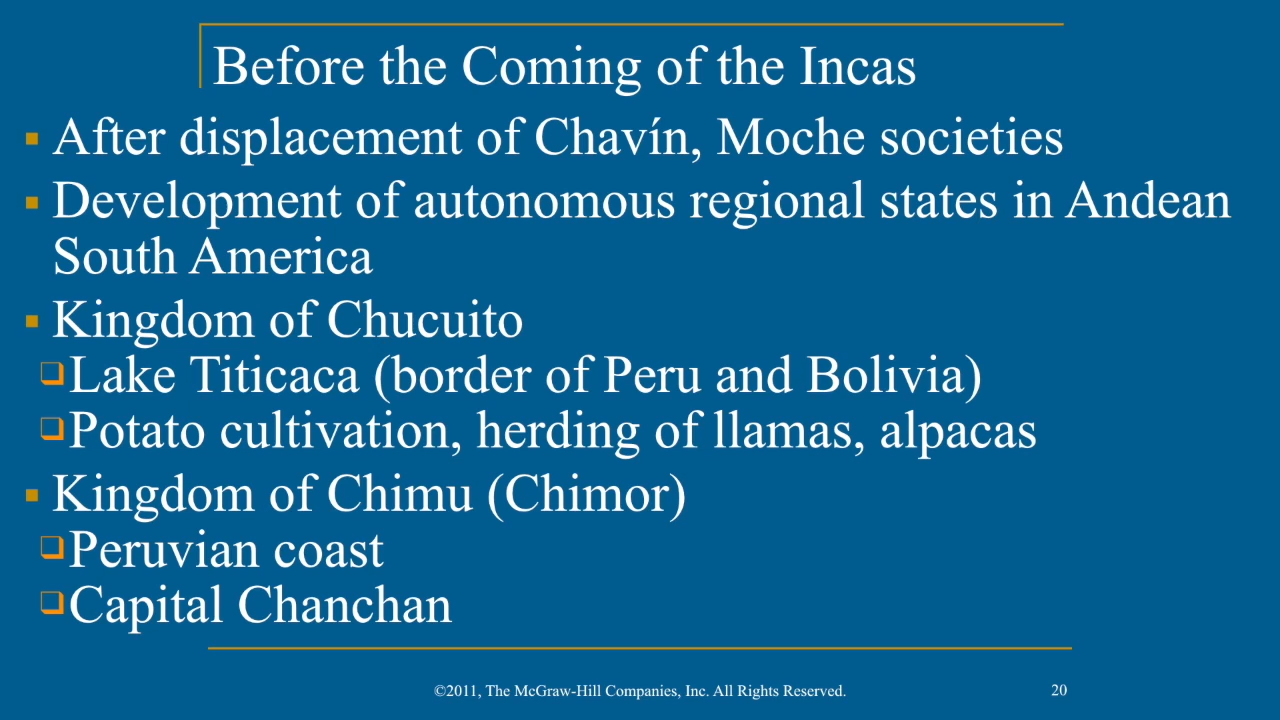 Before the Coming of the Incas
After displacement of Chavín, Moche societies
Development of autonomous regional states in Andean
South America
Kingdom of Chucuito
Lake Titicaca (border of Peru and Bolivia)
Potato cultivation, herding of llamas, alpacas
Kingdom of Chimu (Chimor)
Peruvian coast
Capital Chanchan
©2011, The McGraw-Hill Companies, Inc. All Rights Reserved.
20